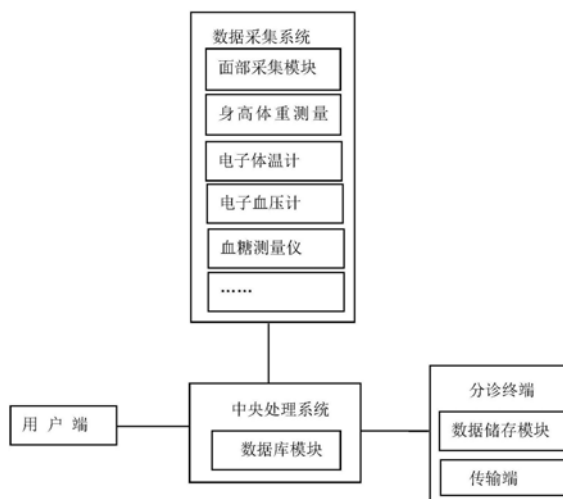 数据采集系统
面部采集模块
身高体重测量
电子体温计
电子血压计
血糖测量仪
……
用户端
中央处理系统
数据库模块
分诊终端
数据储存模块
传输端